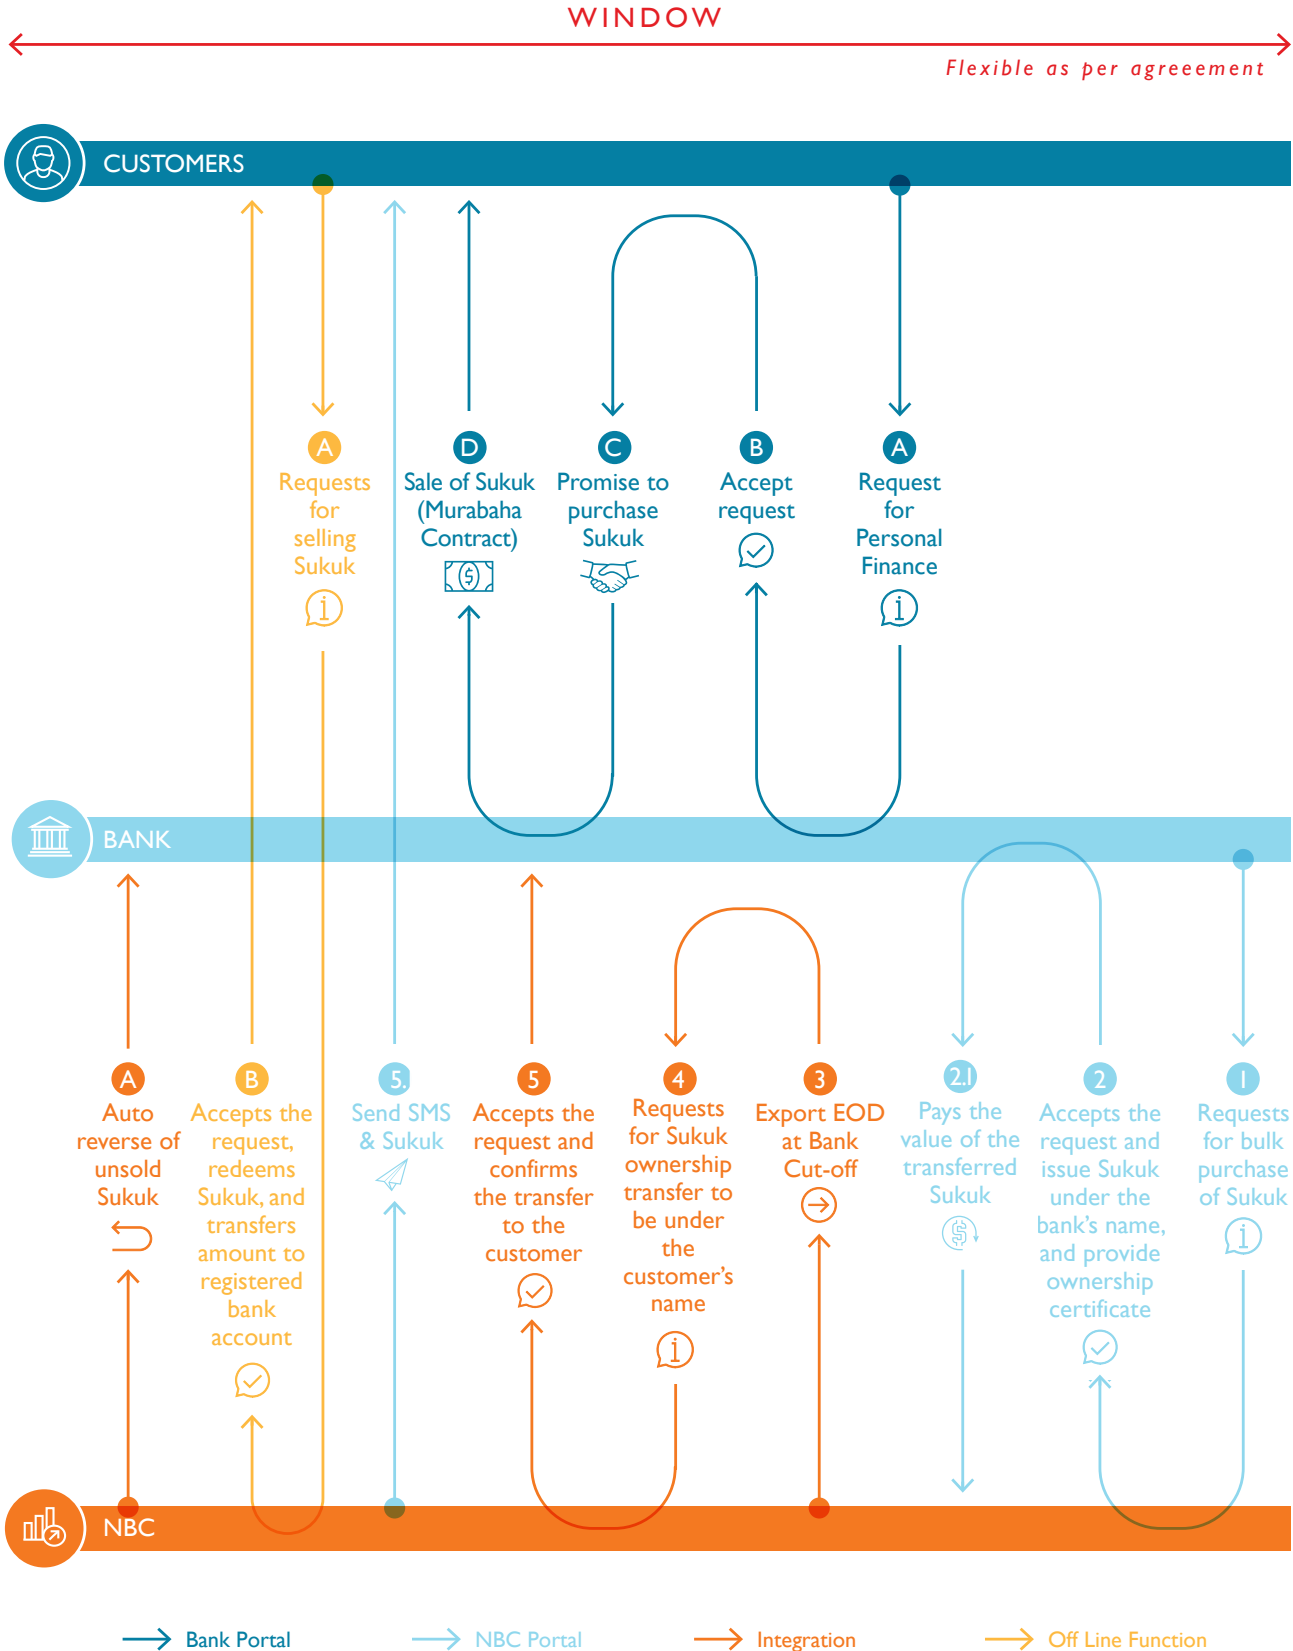 WINDOW
Flexible as per agreeement
CUSTOMERS
A
Requests
for
selling
Sukuk
D
Sale of Sukuk
(Murabaha
Contract)
C
Promise to
purchase
Sukuk
B
Accept
request
A
Request
for
Personal
Finance
BANK
A
Auto
reverse of
unsold
Sukuk
B
Accepts the
request,
redeems
Sukuk, and
transfers
amount to
registered
bank
account
5.
Send SMS
& Sukuk
5
Accepts the
request and
confirms
the transfer
to the
customer
4
Requests
for Sukuk
ownership
transfer to
be under
the
customer's
name
3
Export EOD
at Bank
Cut-off
2.1
Pays the
value of the
transferred
Sukuk
2
Accepts the
request and
issue Sukuk
under the
bank's name,
and provide
ownership
certificate
1
Requests
for bulk
purchase
of Sukuk
NBC
Bank Portal
NBC Portal
Integration
Off Line Function